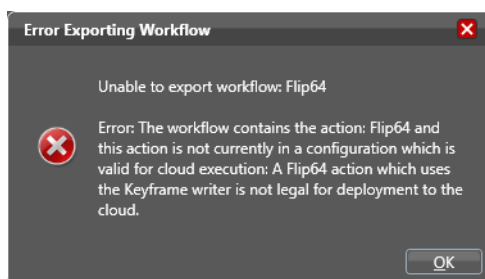 Error Exporting Workflow
Unable to export workflow: Flip64
Error: The workflow contains the action: Flip64 and
this action is not currently in a configuration which is
valid for cloud execution: A Flip64 action which uses
the Keyframe writer is not legal for deployment to the
cloud.
OK